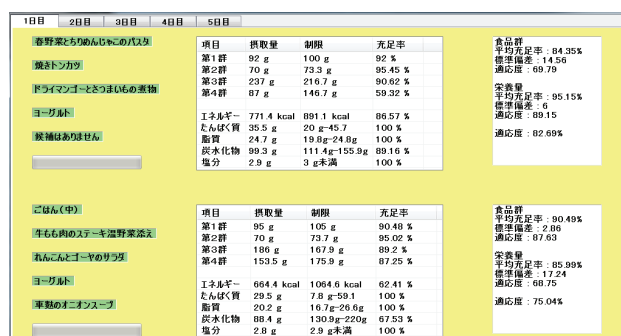 1日目 2日目 3日目 4日目 5日目
春野菜とちりめんじゃこのパスタ
焼きトンカツ
ドライマンゴーとさつまいもの煮物
ヨーグルト
候補はありません
項目 摂取量 制限 充足率
第1群 92 g 100 g 92 %
第2群 70 g 73.3 g 95.45 %
第3群 237 g 216.7 g 90.62 %
第4群 87 g 146.7 g 59.32 %
エネルギー 771.4 kcal 891.1 kcal 86.57 %
たんぱく質 35.5 g 20 g-45.7 100 %
脂質 24.7 g 19.8g-24.8g 100 %
炭水化物 99.3 g 111.4g-155.9g 89.16 %
塩分 2.9 g 3 g未満 100 %
食品群
平均充足率：84.35%
標準偏差：14.56
適応度：69.79
栄養量
平均充足率：95.15%
標準偏差：6
適応度：89.15
適応度：82.69%
ごはん(中)
牛もも肉のステーキ温野菜添え
れんこんとゴーヤのサラダ
ヨーグルト
車麩のオニオンスープ
項目 摂取量 制限 充足率
第1群 95 g 105 g 90.48 %
第2群 70 g 73.7 g 95.02 %
第3群 186 g 167.9 g 89.2 %
第4群 153.5 g 175.9 g 87.25 %
エネルギー 664.4 kcal 1064.6 kcal 62.41 %
たんぱく質 29.5 g 7.8 g-59.1 100 %
脂質 20.2 g 16.7g-26.6g 100 %
炭水化物 88.4 g 130.9g-220g 67.53 %
塩分 2.8 g 2.9 g未満 100 %
食品群
平均充足率：90.49%
標準偏差：2.86
適応度：87.63
栄養量
平均充足率：85.99%
標準偏差：17.24
適応度：68.75
適応度：75.04%